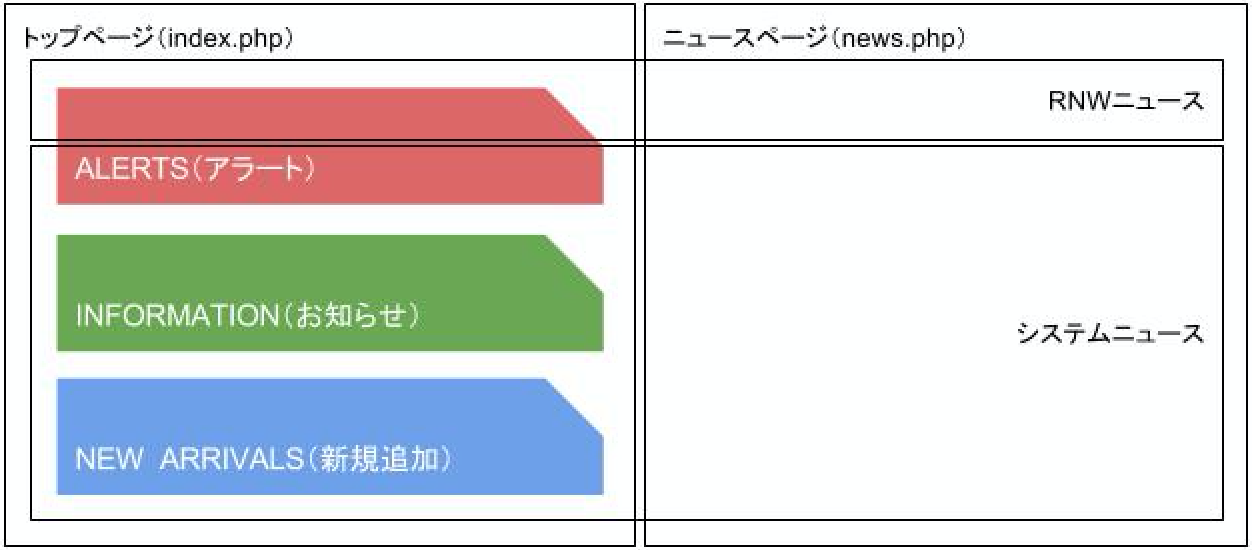 トップページ（index.php）
ニュースページ（news.php）
RNWニュース
ALERTS（アラート）
INFORMATION（お知らせ）
システムニュース
NEW ARRIVALS（新規追加）